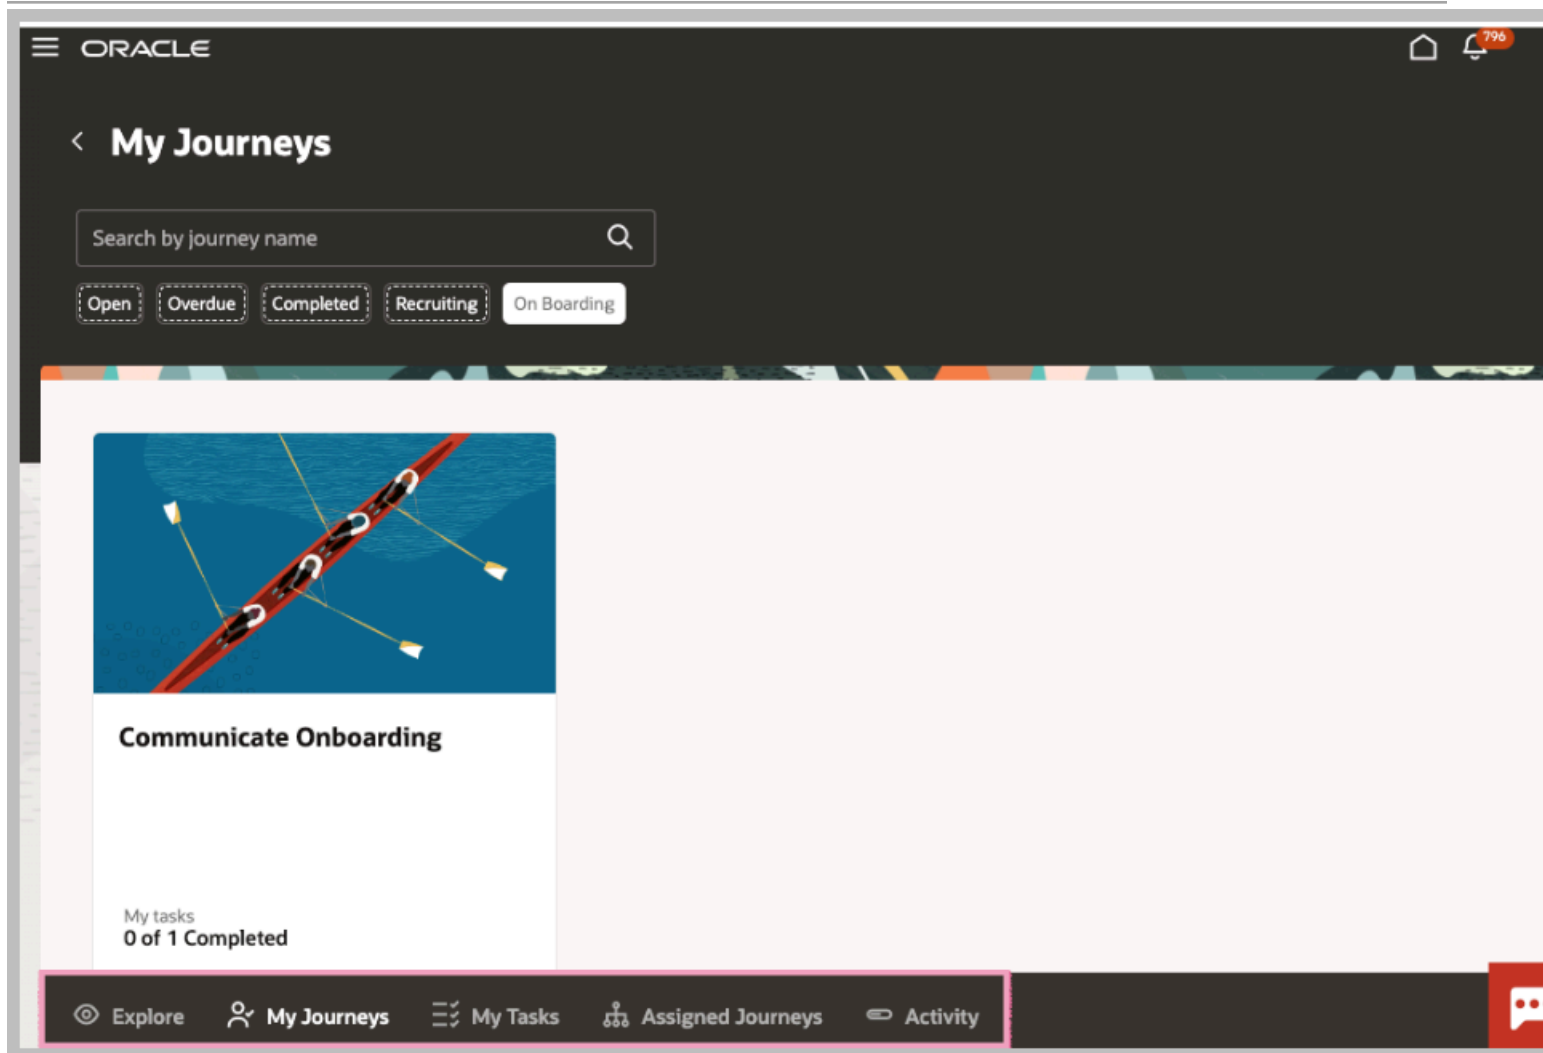 ORACLE
796
My Journeys
Search by journey name
Open Overdue Completed Recruiting On Boarding
Communicate Onboarding
My tasks
0 of 1 Completed
Explore My Journeys My Tasks Assigned Journeys Activity